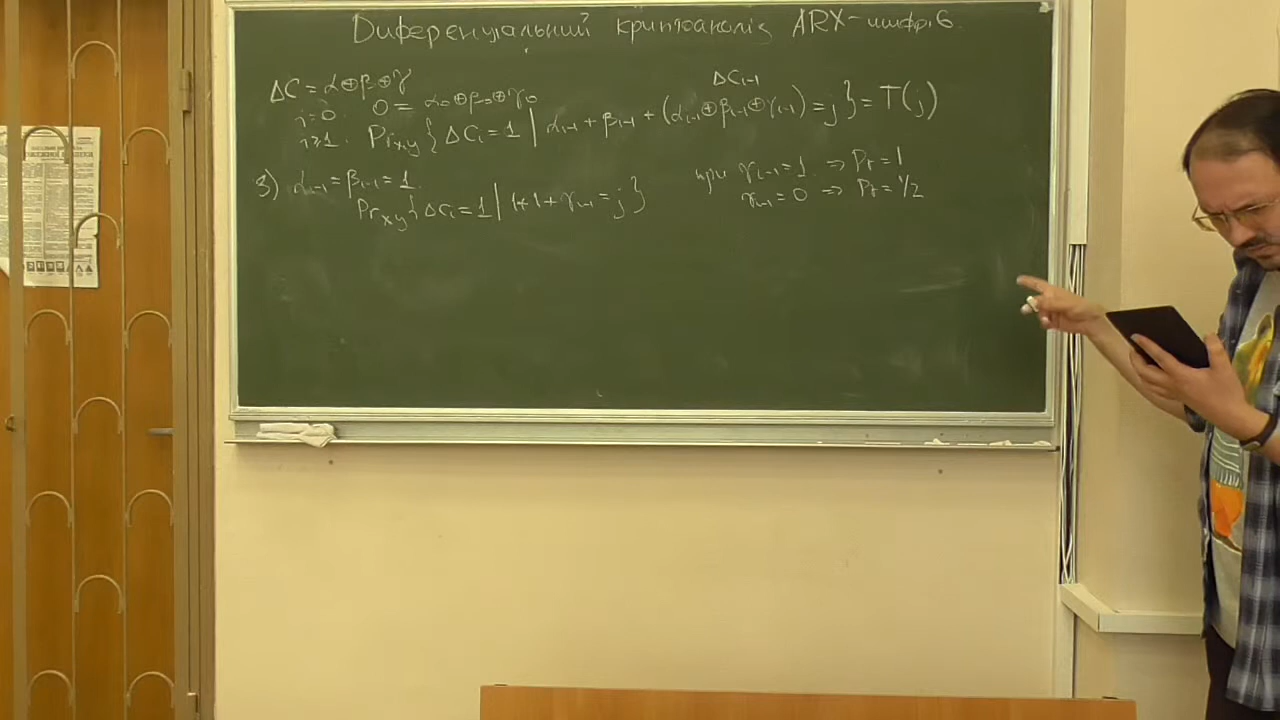 Диференціальний криптоаналіз ARX-шифрів.
ΔC = α⊕β⊕γ
i=0. 0 = α₀⊕β₀⊕γ₀
ΔCᵢ₋₁
i≥1. Pr_{x,y} { ΔCᵢ = 1 | αᵢ₋₁ + βᵢ₋₁ + (αᵢ₋₁⊕βᵢ₋₁⊕γᵢ₋₁) = j } = T(j)
3) αᵢ₋₁ = βᵢ₋₁ = 1.
Pr_{x,y} { ΔCᵢ = 1 | 1+1+γᵢ₋₁ = j }
при γᵢ₋₁ = 1 ⇒ Pr = 1
γᵢ₋₁ = 0 ⇒ Pr = 1/2